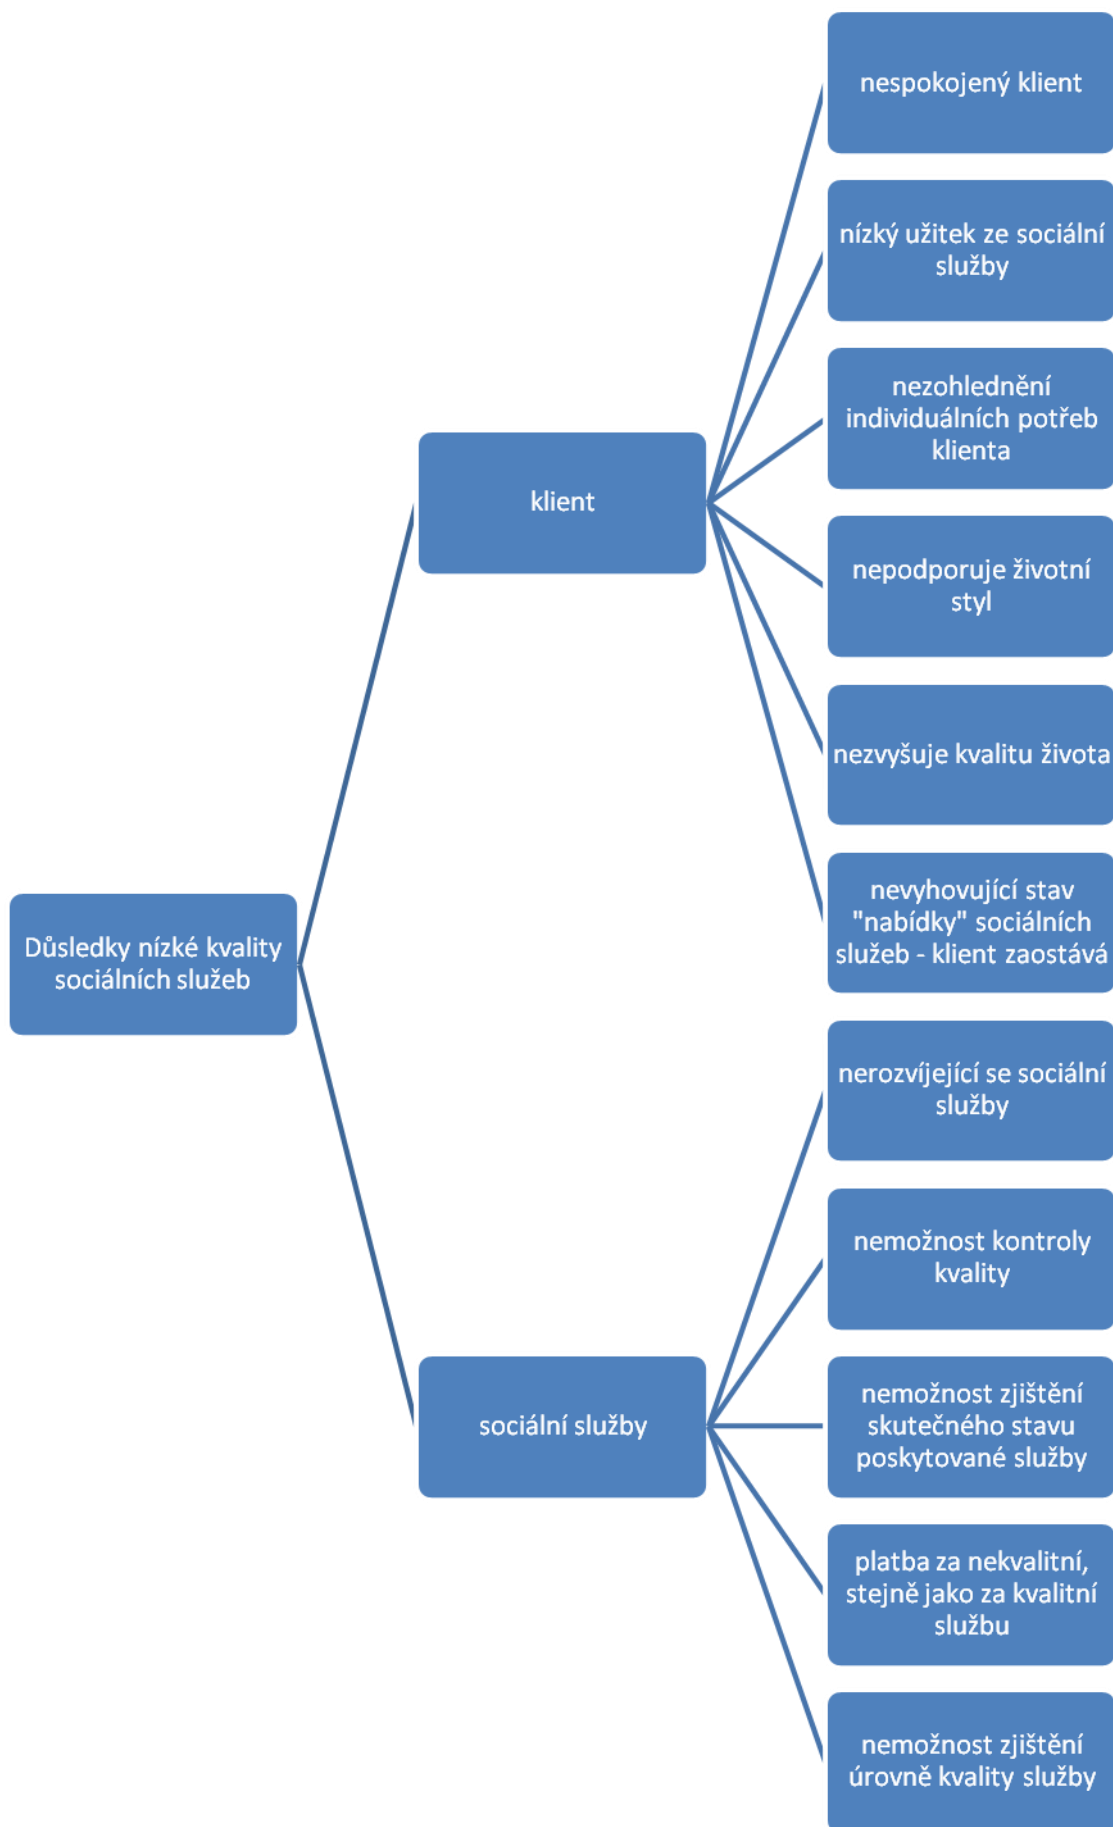 nespokojený klient
nízký užitek ze sociální
služby
nezohlednění
individuálních potřeb
klienta
klient
nepodporuje životní
styl
nezvyšuje kvalitu života
nevyhovující stav
"nabídky" sociálních
služeb - klient zaostává
Důsledky nízké kvality
sociálních služeb
nerozvíjející se sociální
služby
nemožnost kontroly
kvality
sociální služby
nemožnost zjištění
skutečného stavu
poskytované služby
platba za nekvalitní,
stejně jako za kvalitní
službu
nemožnost zjištění
úrovně kvality služby